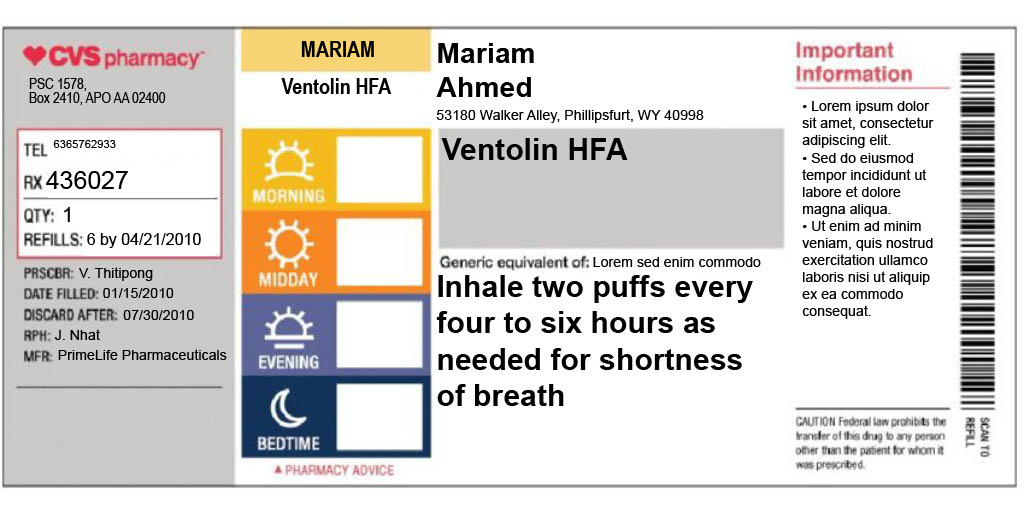 CVS pharmacy
PSC 1578,
Box 2410, APO AA 02400
TEL 6365762933
RX 436027
QTY: 1
REFILLS: 6 by 04/21/2010
PRSCBR: V. Thitipong
DATE FILLED: 01/15/2010
DISCARD AFTER: 07/30/2010
RPH: J. Nhat
MFR: PrimeLife Pharmaceuticals
MARIAM
Ventolin HFA
MORNING
MIDDAY
EVENING
BEDTIME
▲ PHARMACY ADVICE
Mariam
Ahmed
53180 Walker Alley, Phillipsfurt, WY 40998
Ventolin HFA
Generic equivalent of: Lorem sed enim commodo
Inhale two puffs every
four to six hours as
needed for shortness
of breath
Important
Information
• Lorem ipsum dolor
sit amet, consectetur
adipiscing elit.
• Sed do eiusmod
tempor incididunt ut
labore et dolore
magna aliqua.
• Ut enim ad minim
veniam, quis nostrud
exercitation ullamco
laboris nisi ut aliquip
ex ea commodo
consequat.
CAUTION Federal law prohibits the
transfer of this drug to any person
other than the patient for whom it
was prescribed.
SCAN TO
REFILL